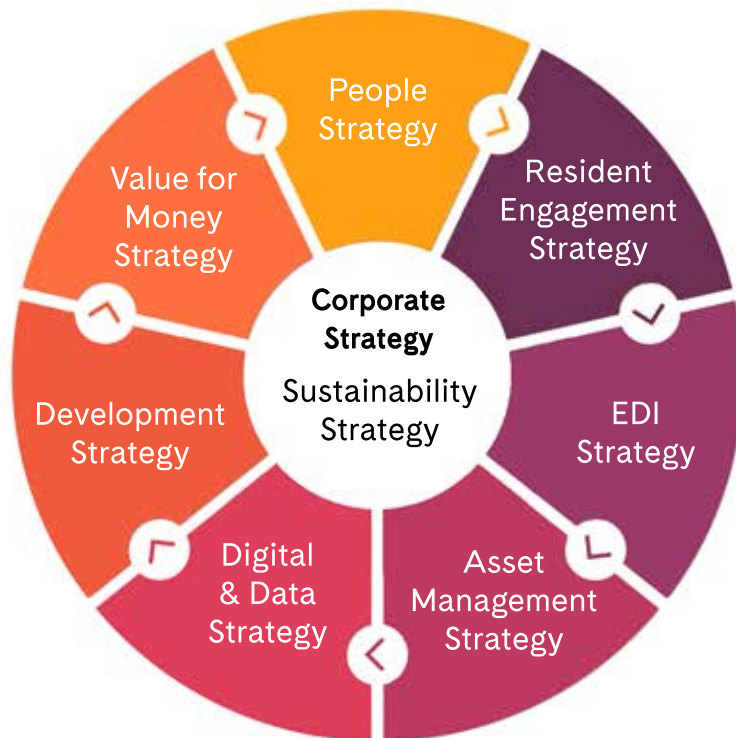 People
Strategy
Resident
Engagement
Strategy
EDI
Strategy
Asset
Management
Strategy
Digital
& Data
Strategy
Development
Strategy
Value for
Money
Strategy
Corporate
Strategy
Sustainability
Strategy